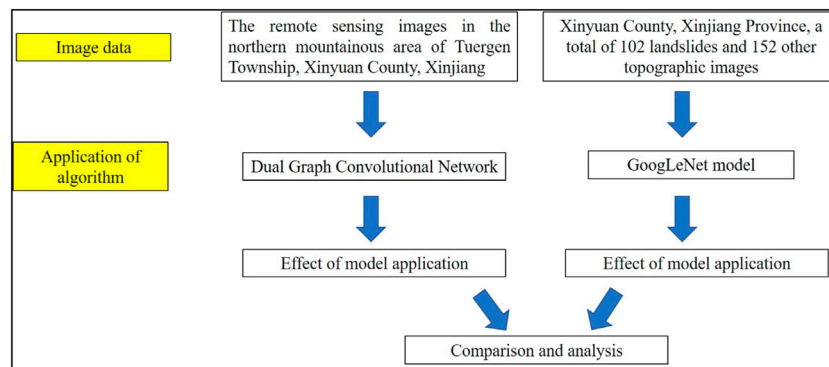 Image data
The remote sensing images in the
northern mountainous area of Tuergen
Township, Xinyuan County, Xinjiang
Xinyuan County, Xinjiang Province, a
total of 102 landslides and 152 other
topographic images
Application of
algorithm
Dual Graph Convolutional Network
GoogLeNet model
Effect of model application
Effect of model application
Comparison and analysis